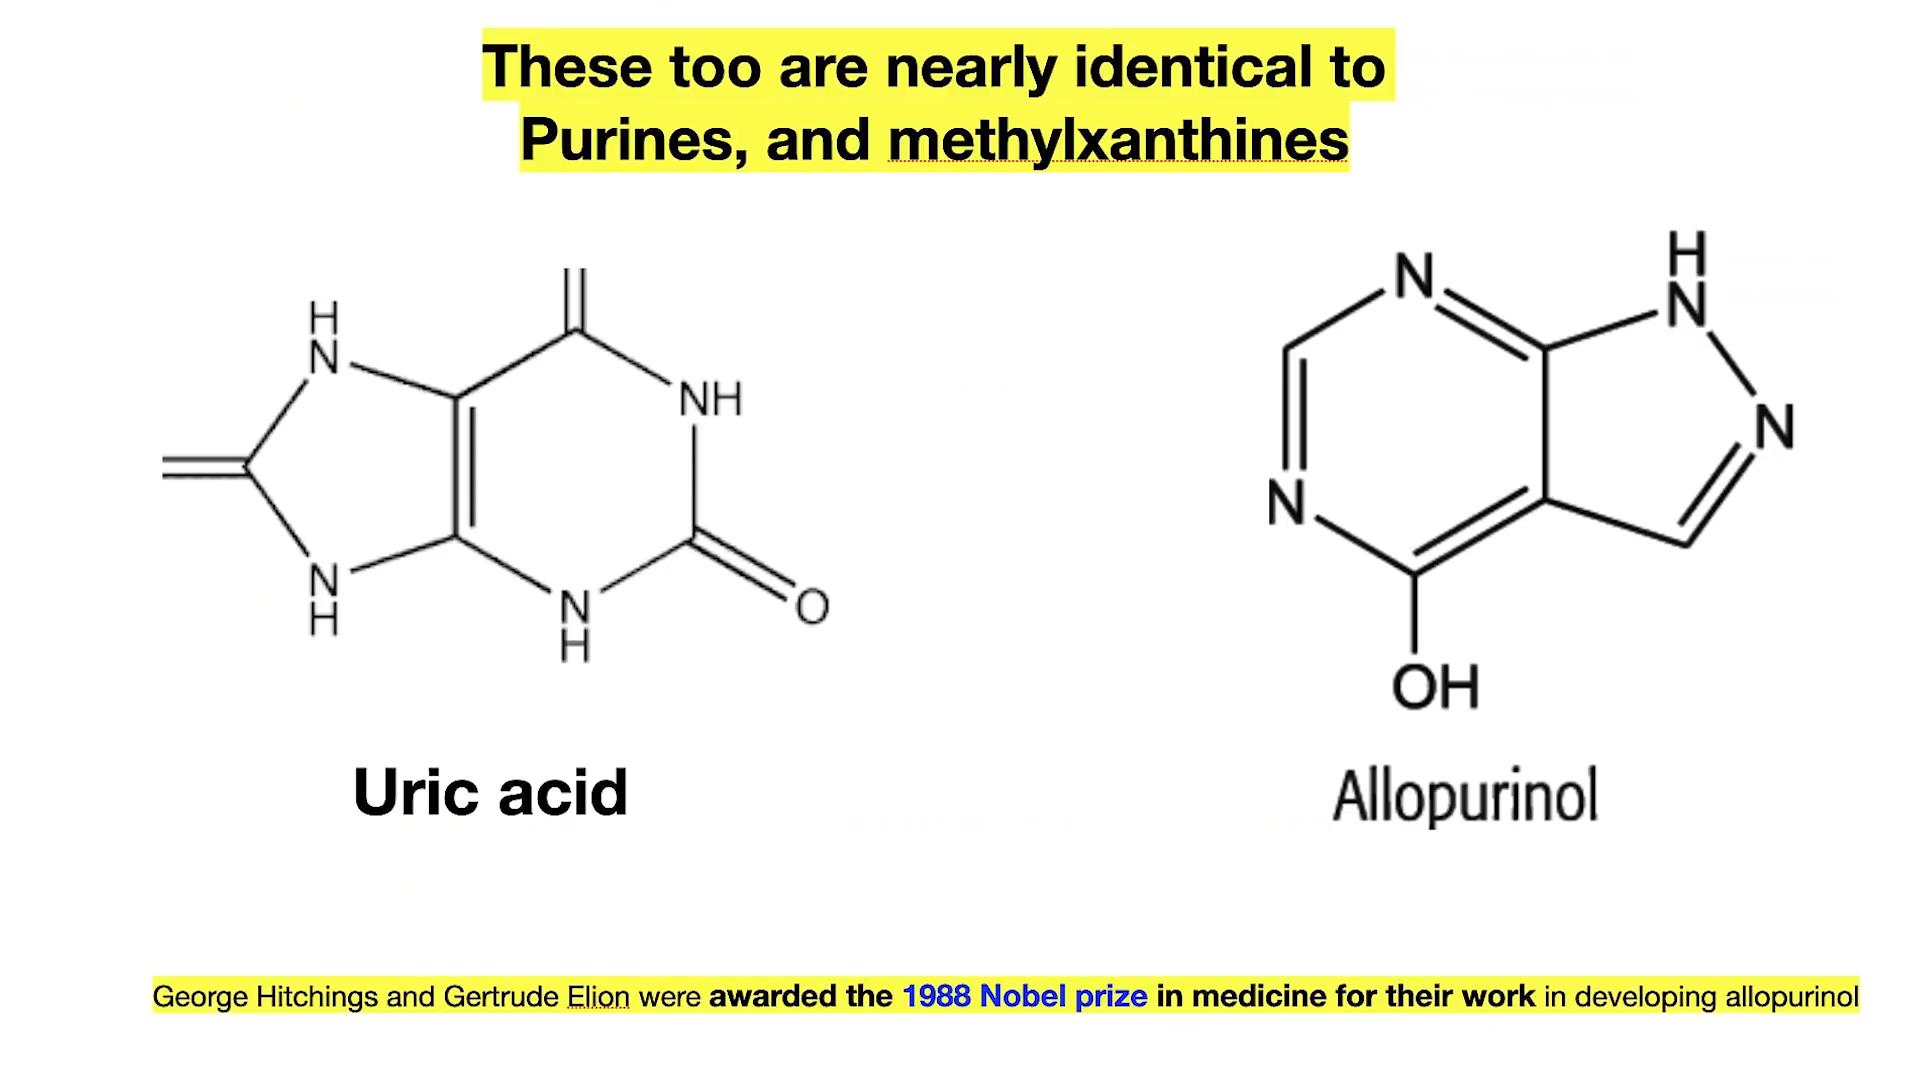 These too are nearly identical to
Purines, and methylxanthines
H
N
NH
N
H
N
H
O
N
H
N
N
N
OH
Uric acid
Allopurinol
George Hitchings and Gertrude Elion were awarded the 1988 Nobel prize in medicine for their work in developing allopurinol